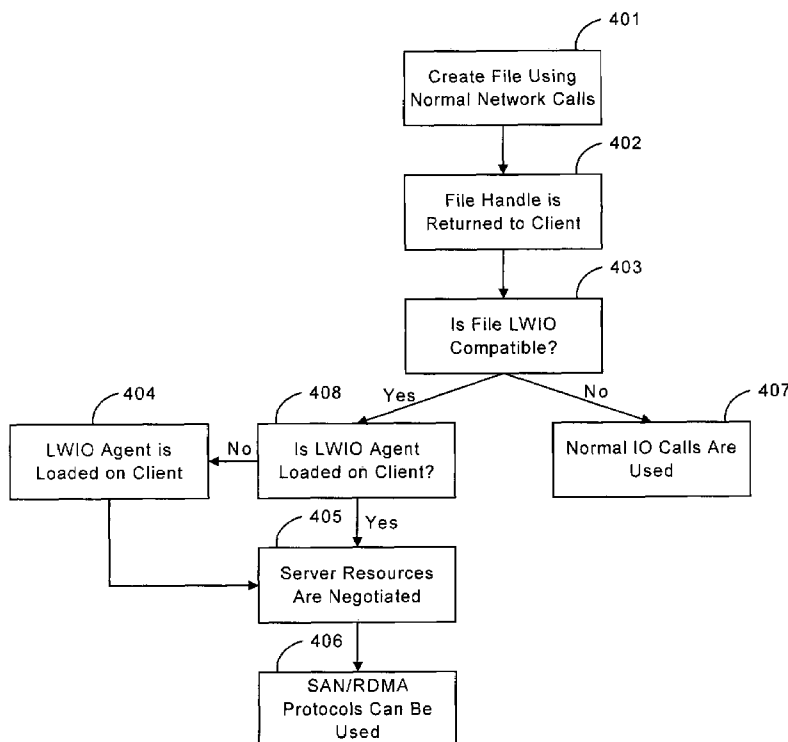 401
Create File Using
Normal Network Calls
402
File Handle is
Returned to Client
403
Is File LWIO
Compatible?
Yes
No
404
LWIO Agent is
Loaded on Client
408
No
Is LWIO Agent
Loaded on Client?
407
Normal IO Calls Are
Used
Yes
405
Server Resources
Are Negotiated
406
SAN/RDMA
Protocols Can Be
Used